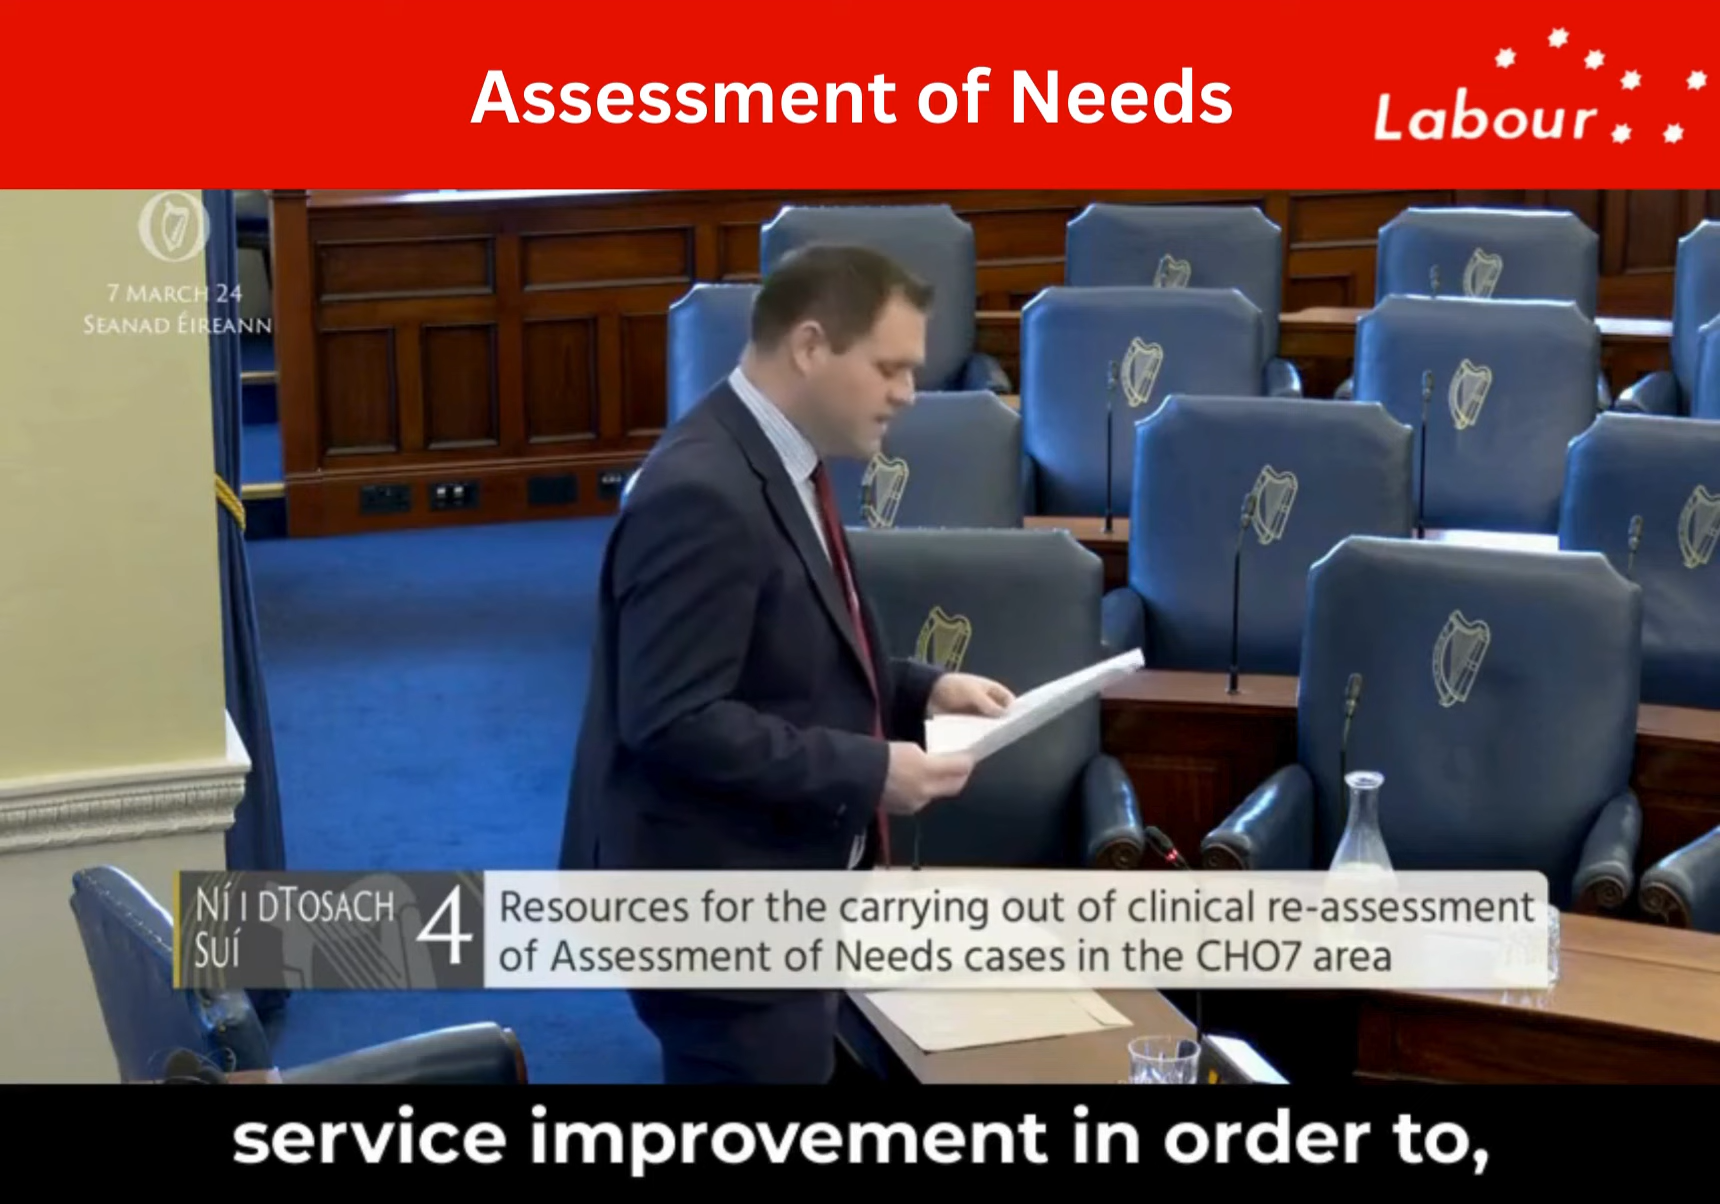 Assessment of Needs
Labour
7 MARCH 24
SEANAD ÉIREANN
NÍ I DTOSACH
SUÍ
4
Resources for the carrying out of clinical re-assessment
of Assessment of Needs cases in the CHO7 area
service improvement in order to,